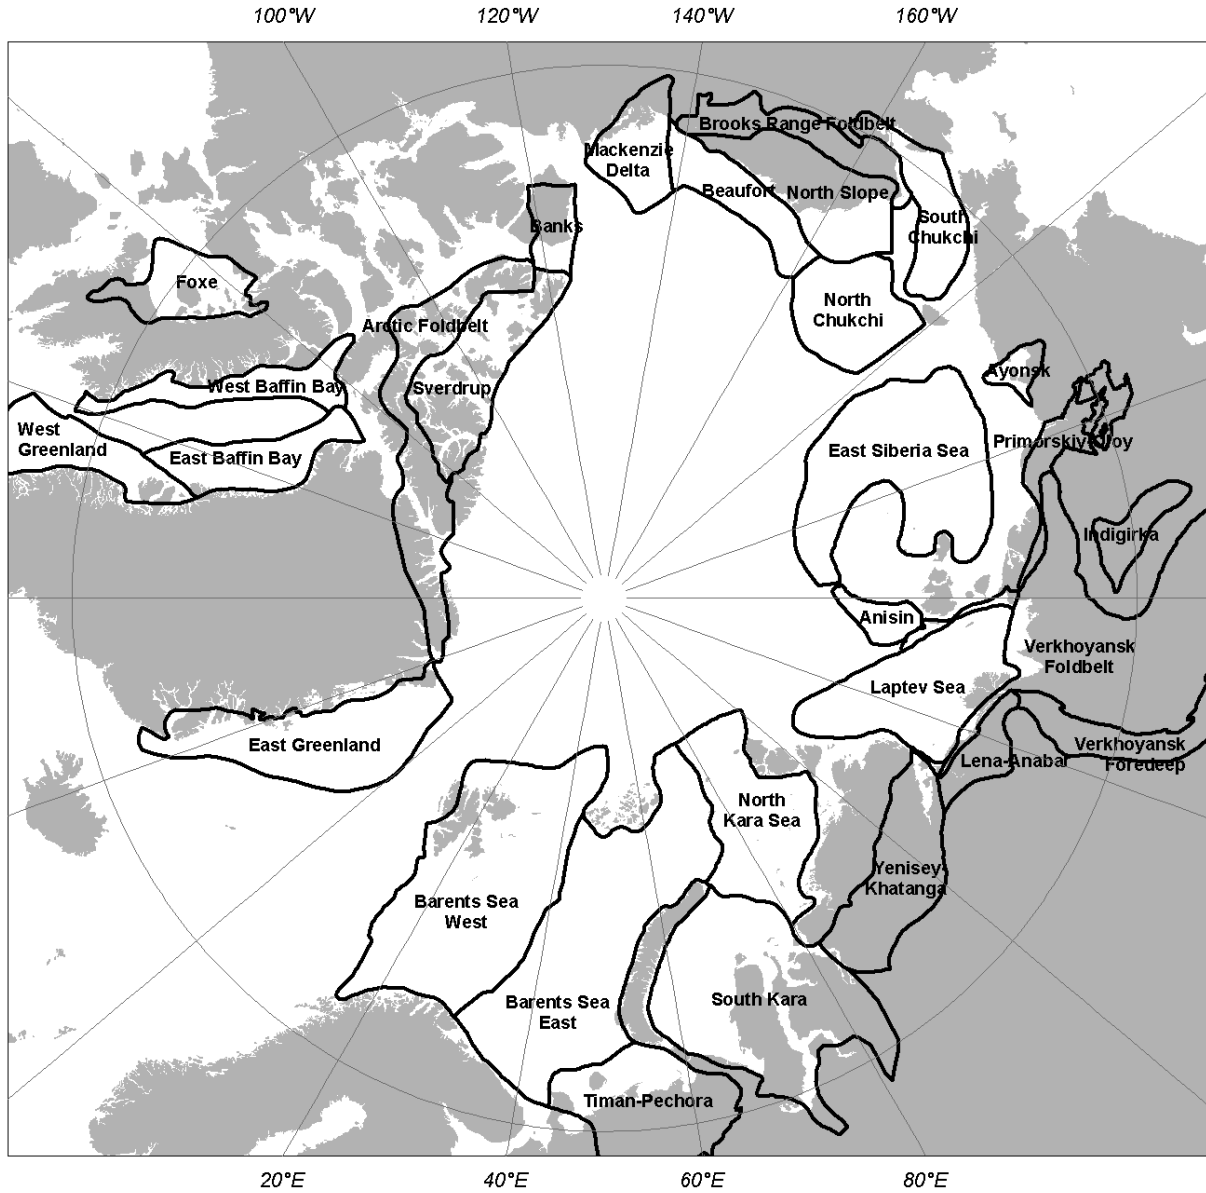 100°W
120°W
140°W
160°W
Brooks Range Foldbelt
Mackenzie
Delta
Beaufort
North Slope
Banks
South
Chukchi
Foxe
North
Chukchi
Arctic Foldbelt
Ayonsk
West Baffin Bay
Sverdrup
West
Greenland
East Baffin Bay
East Siberia Sea
Primorskiy-Ploy
Indigirka
Anisin
Verkhoyansk
Foldbelt
Laptev Sea
East Greenland
Lena-Anabar
Verkhoyansk
Foredeep
North
Kara Sea
Yenisey-
Khatanga
Barents Sea
West
Barents Sea
East
South Kara
Timan-Pechora
20°E
40°E
60°E
80°E